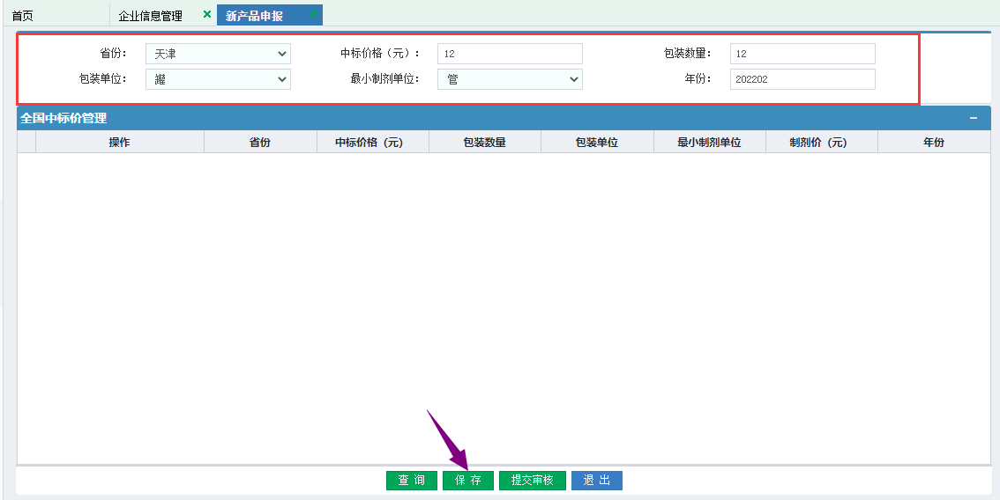 首页 企业信息管理 新产品申报
省份： 天津 中标价格（元）： 12 包装数量： 12
包装单位： 罐 最小制剂单位： 管 年份： 202202
全国中标价管理
操作 省份 中标价格（元） 包装数量 包装单位 最小制剂单位 制剂价（元） 年份
查 询 保 存 提交审核 退 出